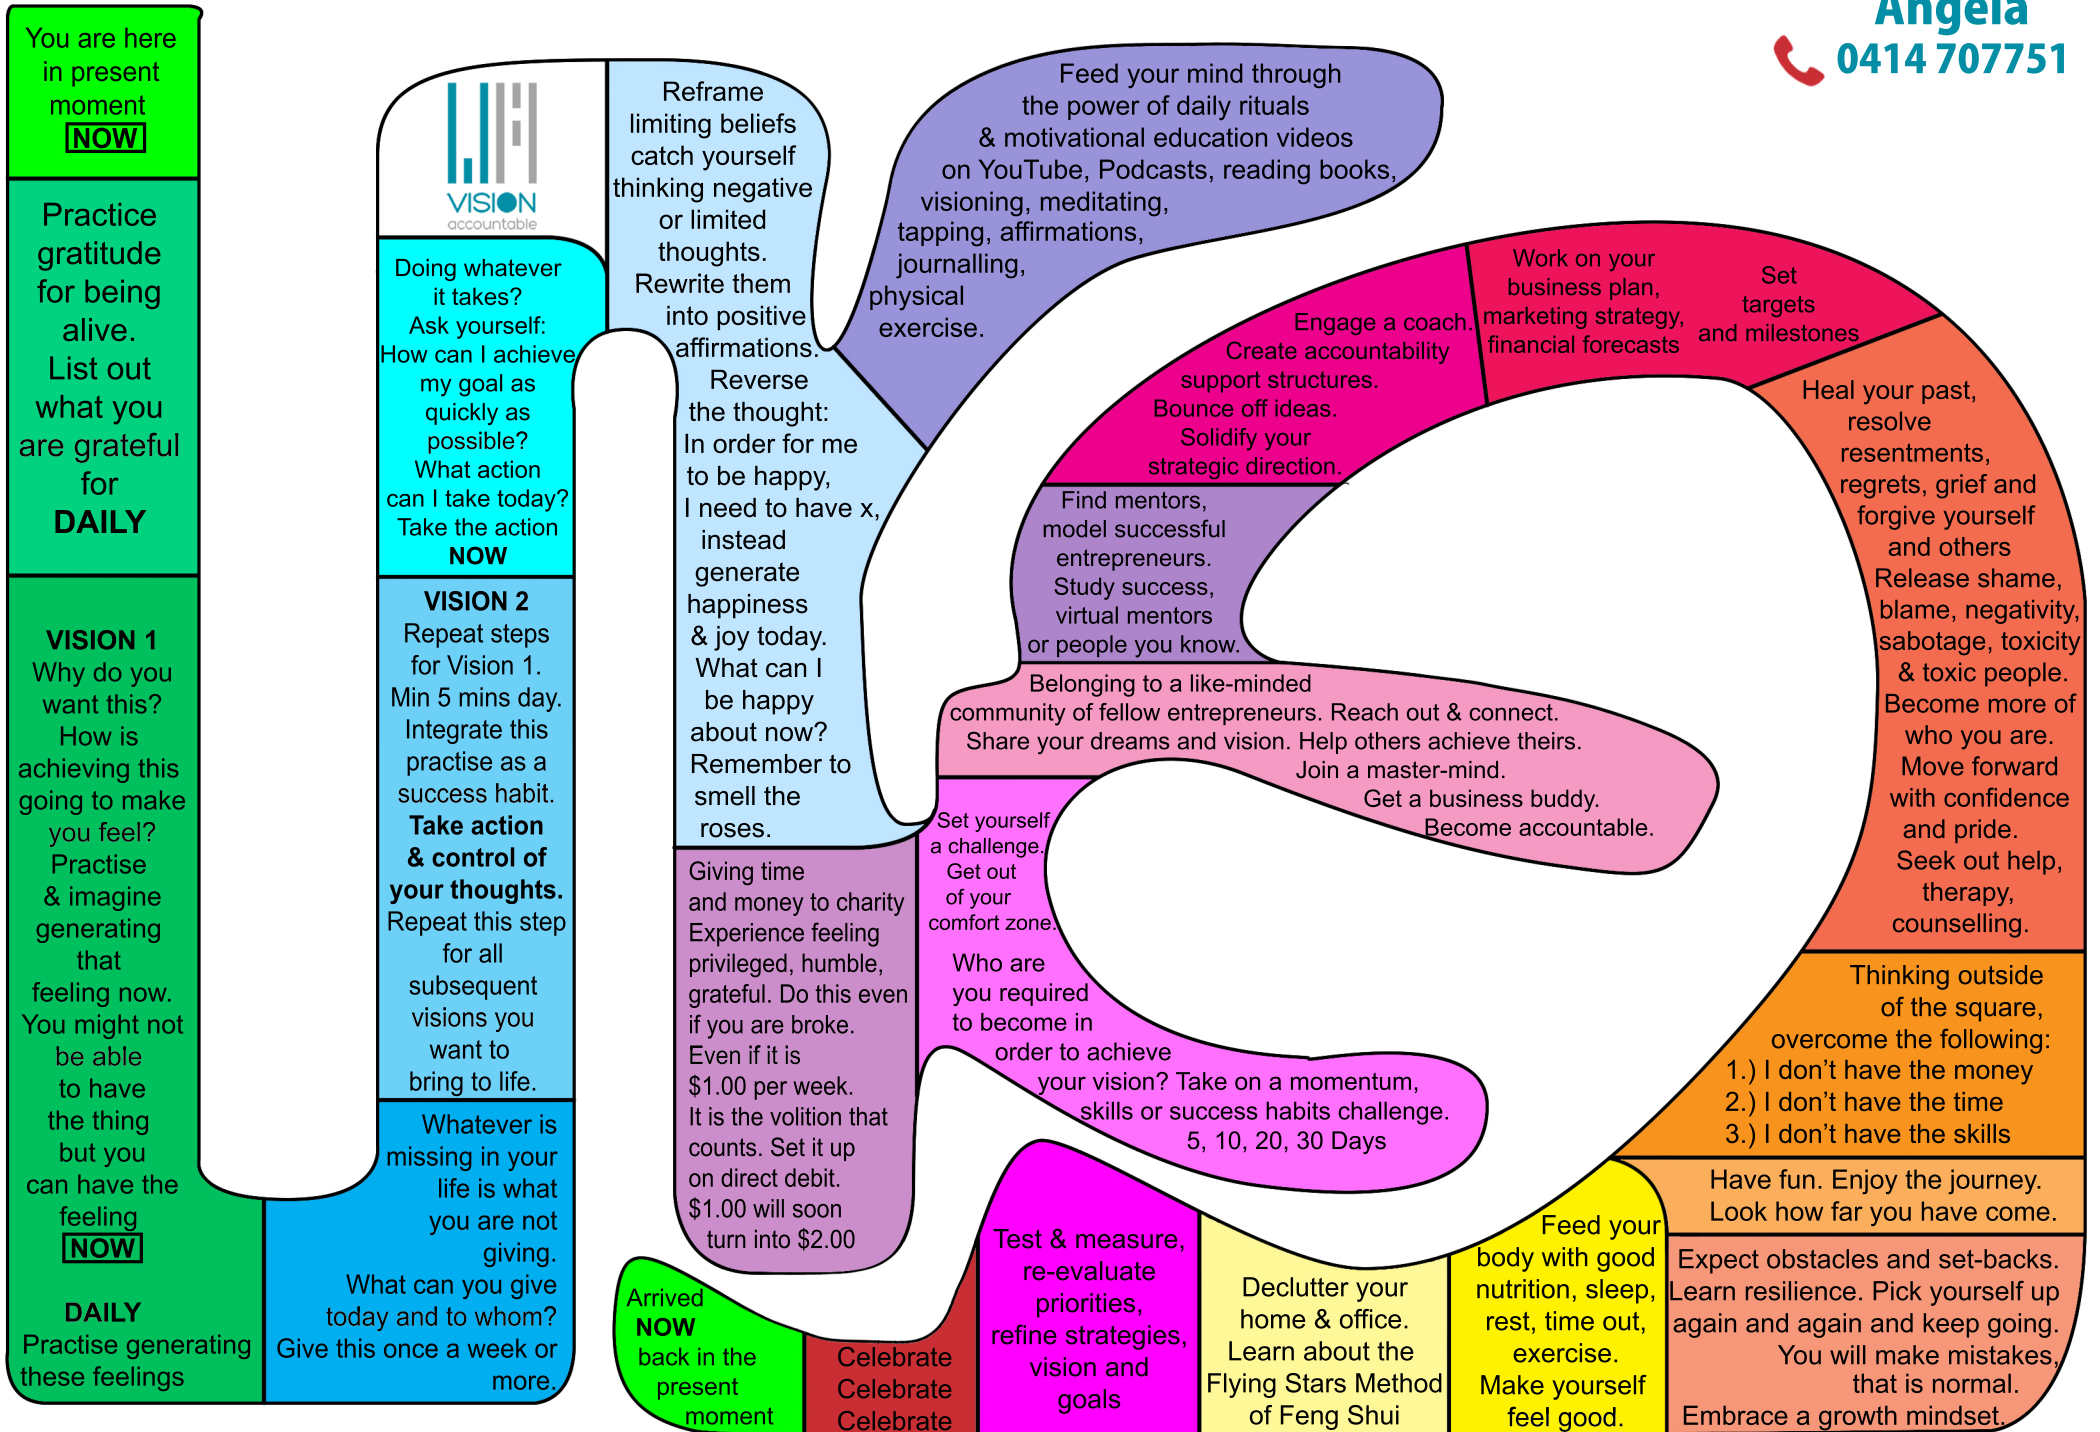 You are here
in present
moment
NOW
Practice
gratitude
for being
alive.
List out
what you
are grateful
for
DAILY
VISION 1
Why do you
want this?
How is
achieving this
going to make
you feel?
Practise
& imagine
generating
that
feeling now.
You might not
be able
to have
the thing
but you
can have the
feeling
NOW
DAILY
Practise generating
these feelings
Whatever is
missing in your
life is what
you are not
giving.
What can you give
today and to whom?
Give this once a week or
more.
VISION 2
Repeat steps
for Vision 1.
Min 5 mins day.
Integrate this
practise as a
success habit.
Take action
& control of
your thoughts.
Repeat this step
for all
subsequent
visions you
want to
bring to life.
Doing whatever
it takes?
Ask yourself:
How can I achieve
my goal as
quickly as
possible?
What action
can I take today?
Take the action
NOW
VISION
accountable
Reframe
limiting beliefs
catch yourself
thinking negative
or limited
thoughts.
Rewrite them
into positive
affirmations.
Reverse
the thought:
In order for me
to be happy,
I need to have x,
instead
generate
happiness
& joy today.
What can I
be happy
about now?
Remember to
smell the
roses.
Feed your mind through
the power of daily rituals
& motivational education videos
on YouTube, Podcasts, reading books,
visioning, meditating,
tapping, affirmations,
journalling,
physical
exercise.
Giving time
and money to charity
Experience feeling
privileged, humble,
grateful. Do this even
if you are broke.
Even if it is
$1.00 per week.
It is the volition that
counts. Set it up
on direct debit.
$1.00 will soon
turn into $2.00
Set yourself
a challenge.
Get out
of your
comfort zone.
Who are
you required
to become in
order to achieve
your vision? Take on a momentum,
skills or success habits challenge.
5, 10, 20, 30 Days
Belonging to a like-minded
community of fellow entrepreneurs. Reach out & connect.
Share your dreams and vision. Help others achieve theirs.
Join a master-mind.
Get a business buddy.
Become accountable.
Find mentors,
model successful
entrepreneurs.
Study success,
virtual mentors
or people you know.
Engage a coach.
Create accountability
support structures.
Bounce off ideas.
Solidify your
strategic direction.
Work on your
business plan,
marketing strategy,
financial forecasts
Set
targets
and milestones
Heal your past,
resolve
resentments,
regrets, grief and
forgive yourself
and others
Release shame,
blame, negativity,
sabotage, toxicity
& toxic people.
Become more of
who you are.
Move forward
with confidence
and pride.
Seek out help,
therapy,
counselling.
Thinking outside
of the square,
overcome the following:
1.) I don't have the money
2.) I don't have the time
3.) I don't have the skills
Have fun. Enjoy the journey.
Look how far you have come.
Expect obstacles and set-backs.
Learn resilience. Pick yourself up
again and again and keep going.
You will make mistakes,
that is normal.
Embrace a growth mindset.
Feed your
body with good
nutrition, sleep,
rest, time out,
exercise.
Make yourself
feel good.
Declutter your
home & office.
Learn about the
Flying Stars Method
of Feng Shui
Test & measure,
re-evaluate
priorities,
refine strategies,
vision and
goals
Celebrate
Celebrate
Celebrate
Arrived
NOW
back in the
present
moment
Angela
0414 707751